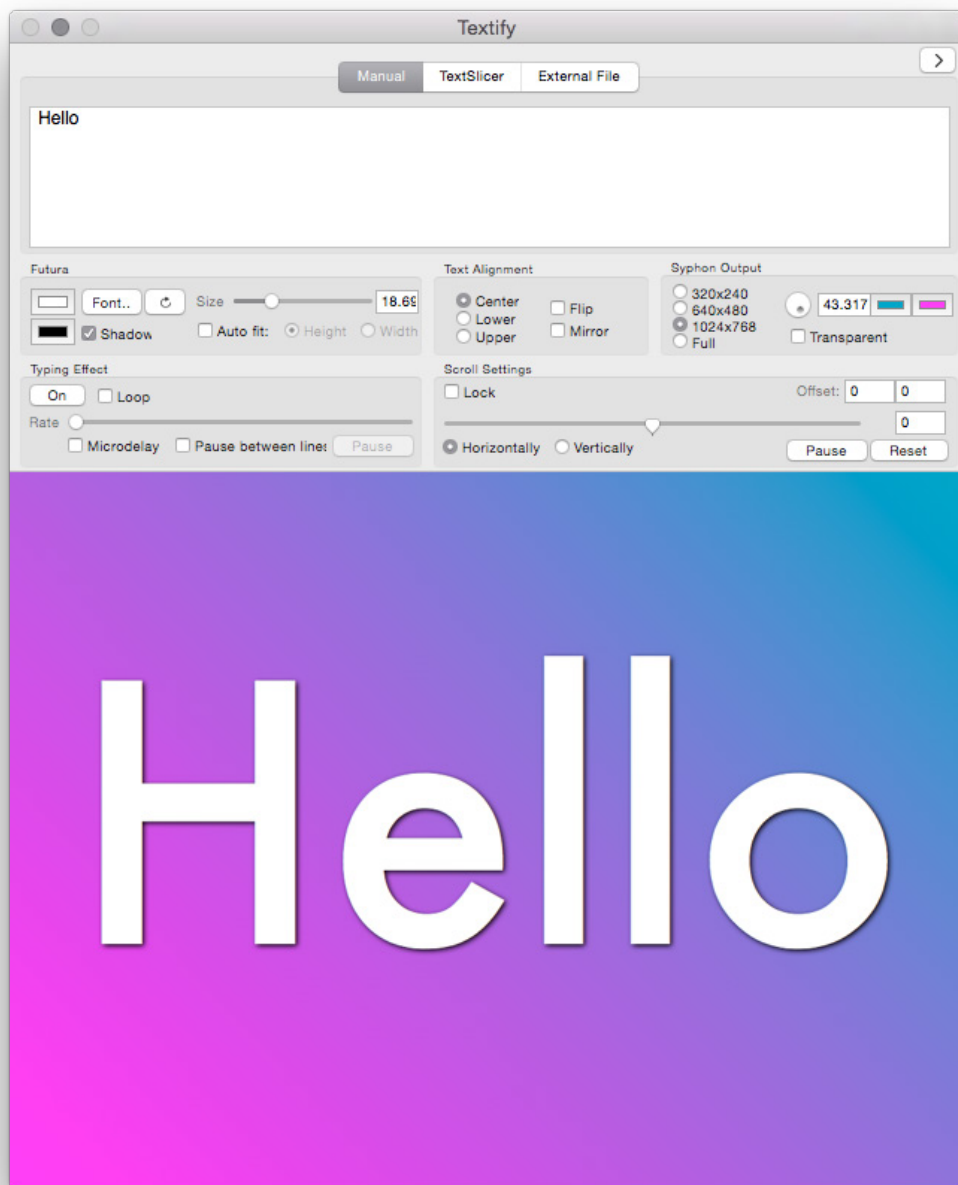 Textify
>
Manual TextSlicer External File
Hello
Futura
Font.. Size 18.69
Shadow Auto fit: Height Width
Text Alignment
Center
Lower
Upper
Flip
Mirror
Syphon Output
320x240
640x480
1024x768
Full
43.317
Transparent
Typing Effect
On Loop
Rate
Microdelay Pause between lines Pause
Scroll Settings
Lock Offset: 0 0
0
Horizontally Vertically Pause Reset
Hello